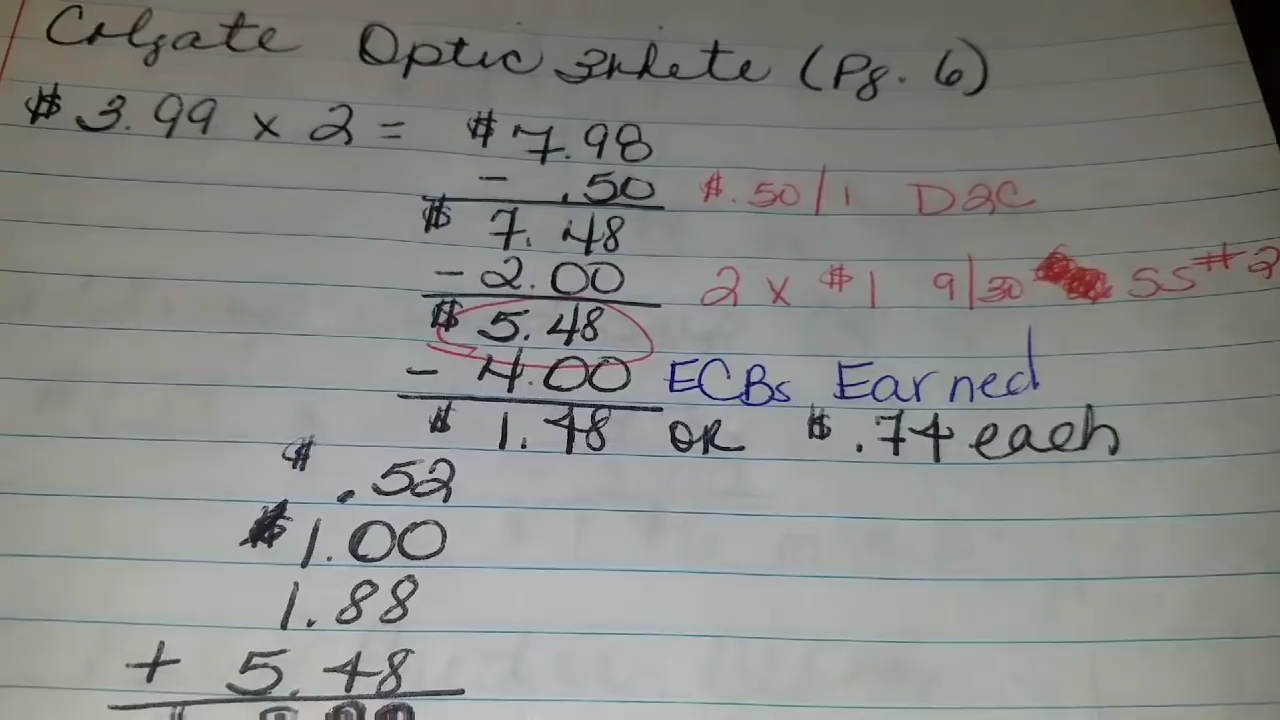 Colgate Optic White (Pg. 6)
$3.99 x 2 = $7.98
- .50 $.50/1 D2C
$7.48
- 2.00 2 x $1 9/30 SS #2
$5.48
- 4.00 ECBs Earned
$1.48 OR $.74 each
$.52
$1.00
1.88
+ 5.48